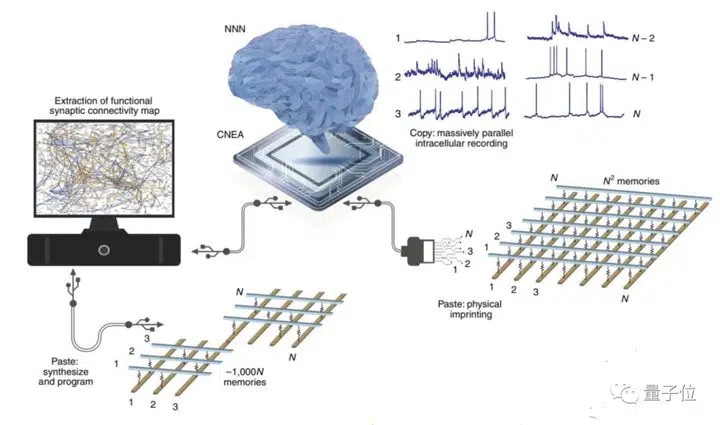 NNN
CNEA
1
2
3
N – 2
N – 1
N
Copy: massively parallel
intracellular recording
Extraction of functional
synaptic connectivity map
N
3
2
1
Paste: physical
imprinting
N
N² memories
3
2
1
1
2
3
N
Paste:
synthesize
and program
N
3
2
1
1
2
3
N
~1,000N
memories
量子位